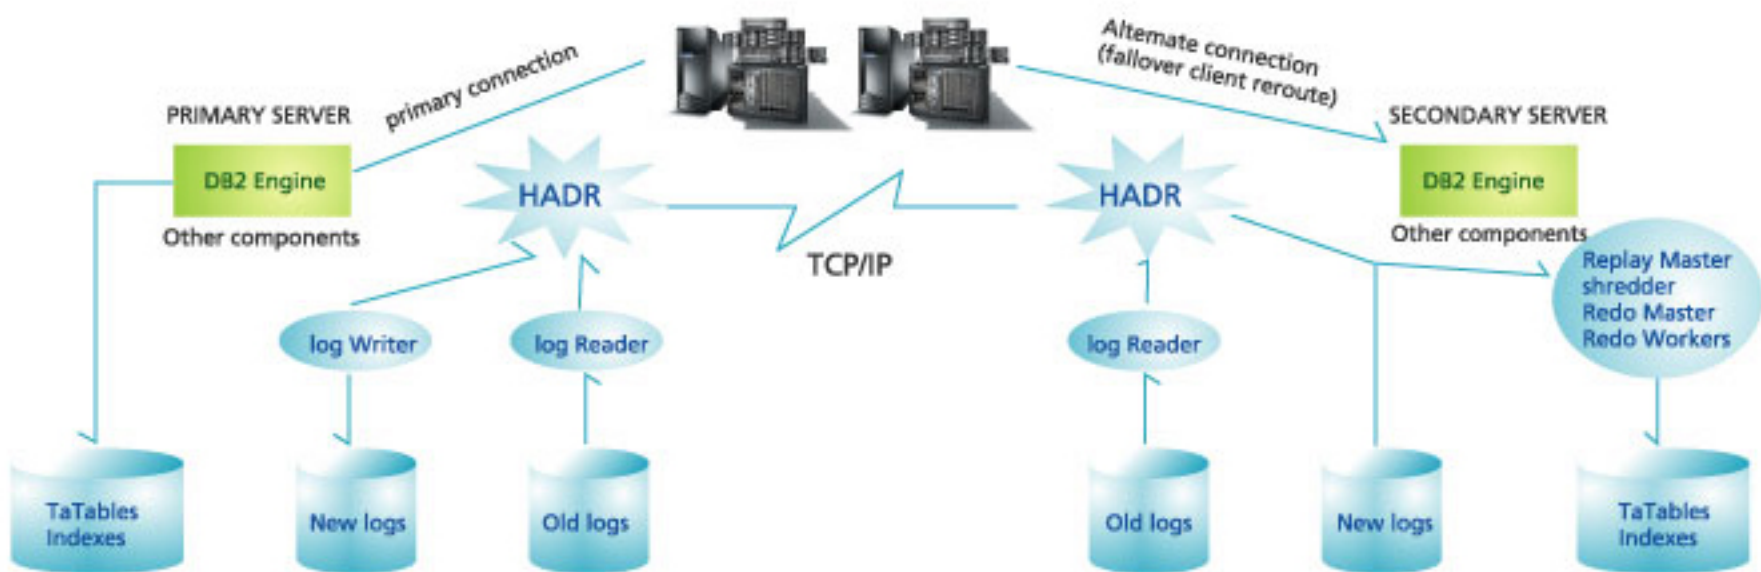 primary connection
Alternate connection
(fallover client reroute)
PRIMARY SERVER
SECONDARY SERVER
DB2 Engine
Other components
HADR
TCP/IP
HADR
DB2 Engine
Other components
Replay Master
shredder
Redo Master
Redo Workers
log Writer
log Reader
log Reader
TaTables
Indexes
New logs
Old logs
Old logs
New logs
TaTables
Indexes